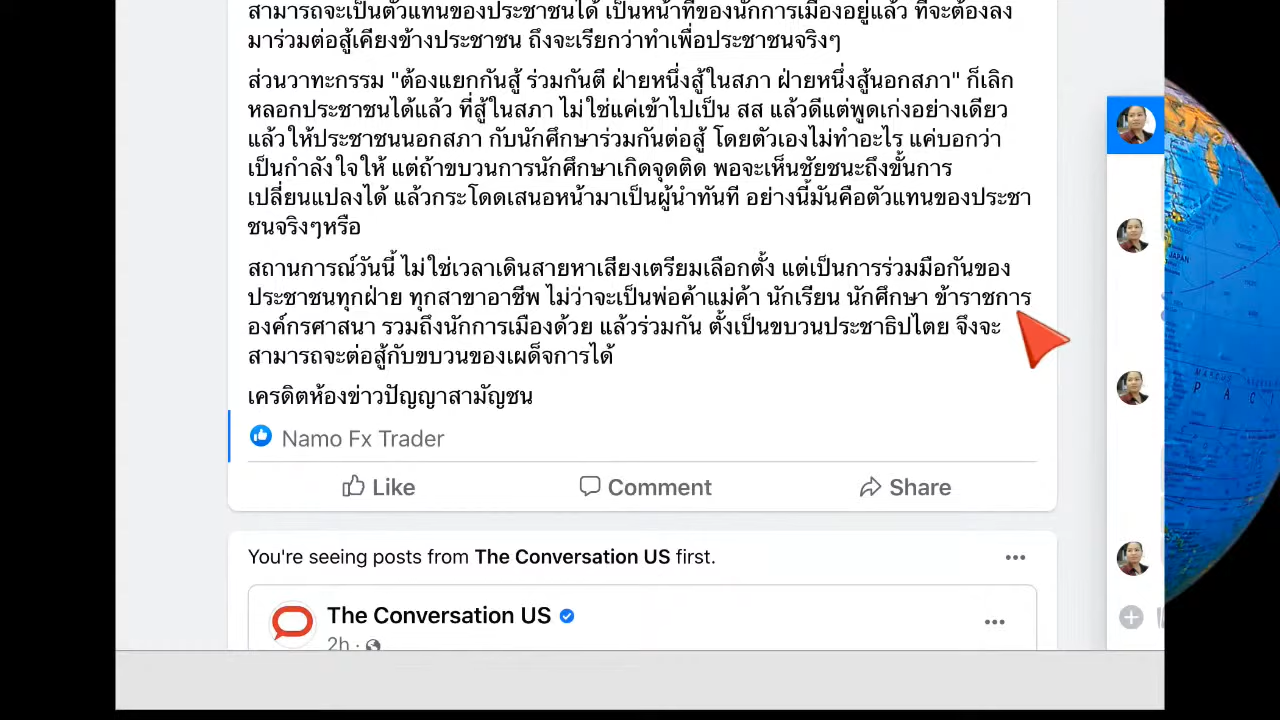 สามารถจะเป็นตัวแทนของประชาชนได้ เป็นหน้าที่ของนักการเมืองอยู่แล้ว ที่จะต้องลง
มาร่วมต่อสู้เคียงข้างประชาชน ถึงจะเรียกว่าทำเพื่อประชาชนจริงๆ
ส่วนวาทะกรรม "ต้องแยกกันสู้ ร่วมกันตี ฝ่ายหนึ่งสู้ในสภา ฝ่ายหนึ่งสู้นอกสภา" ก็เลิก
หลอกประชาชนได้แล้ว ที่สู้ในสภา ไม่ใช่แค่เข้าไปเป็น สส แล้วดีแต่พูดเก่งอย่างเดียว
แล้วให้ประชาชนนอกสภา กับนักศึกษาร่วมกันต่อสู้ โดยตัวเองไม่ทำอะไร แค่บอกว่า
เป็นกำลังใจให้ แต่ถ้าขบวนการนักศึกษาเกิดจุดติด พอจะเห็นชัยชนะถึงขั้นการ
เปลี่ยนแปลงได้ แล้วกระโดดเสนอหน้ามาเป็นผู้นำทันที อย่างนี้มันคือตัวแทนของประชา
ชนจริงๆหรือ
สถานการณ์วันนี้ ไม่ใช่เวลาเดินสายหาเสียงเตรียมเลือกตั้ง แต่เป็นการร่วมมือกันของ
ประชาชนทุกฝ่าย ทุกสาขาอาชีพ ไม่ว่าจะเป็นพ่อค้าแม่ค้า นักเรียน นักศึกษา ข้าราชการ
องค์กรศาสนา รวมถึงนักการเมืองด้วย แล้วร่วมกัน ตั้งเป็นขบวนประชาธิปไตย จึงจะ
สามารถจะต่อสู้กับขบวนของเผด็จการได้
เครดิตห้องข่าวปัญญาสามัญชน
Namo Fx Trader
Like Comment Share
You're seeing posts from The Conversation US first.
The Conversation US
2h ·
JAPAN
P A C